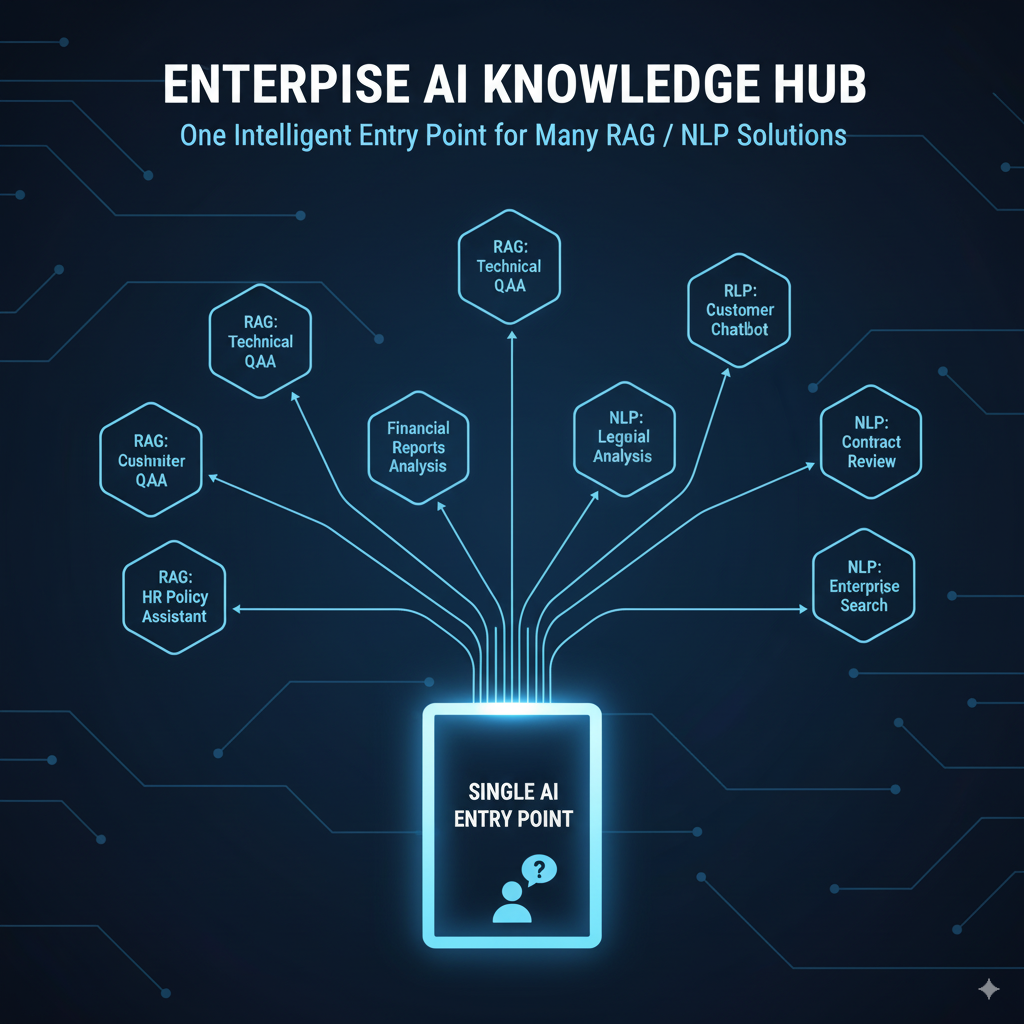 ENTERPISE AI KNOWLEDGE HUB
One Intelligent Entry Point for Many RAG / NLP Solutions
RAG:
Technical
QAA
RLP:
Customer
Chatbot
RAG:
Technical
QAA
Financial
Reports
Analysis
NLP:
Analysis
NLP:
Contract
Review
RAG:
QAA
RAG:
HR Policy
Assistant
NLP:
Enterprise
Search
SINGLE AI
ENTRY POINT
?